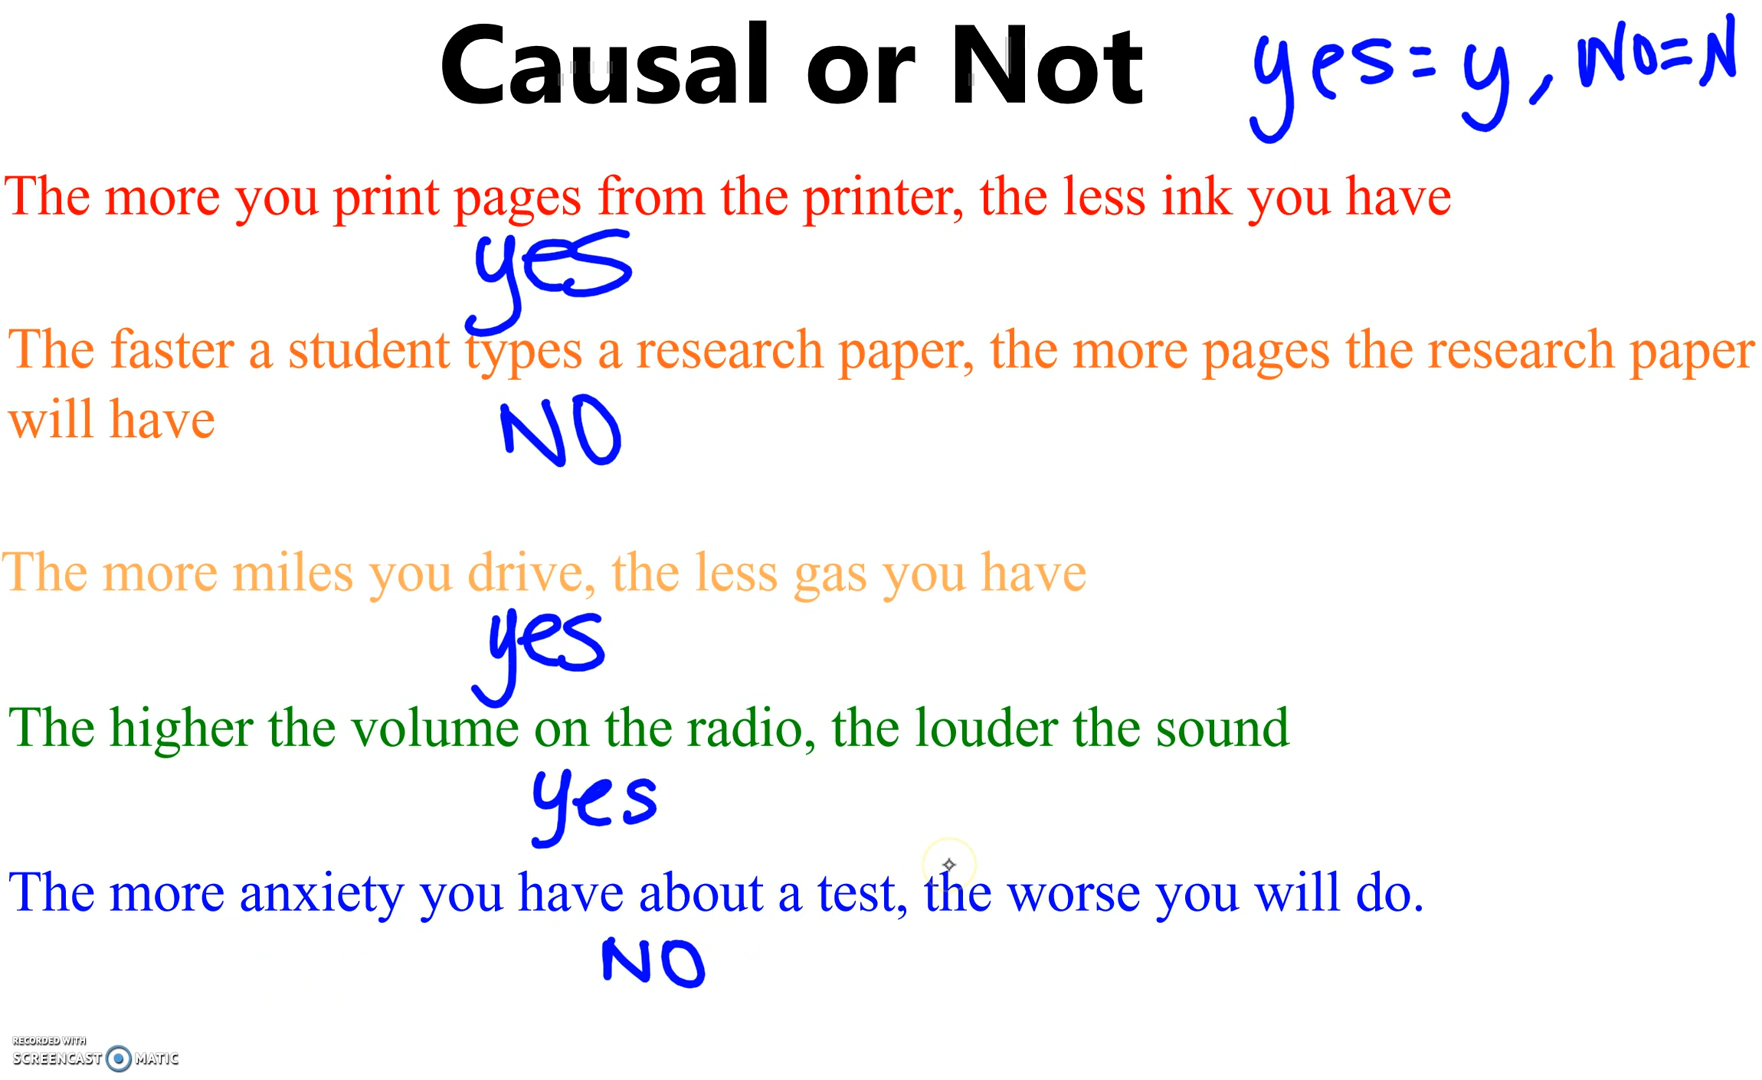 Causal or Not yes=y, No=N
The more you print pages from the printer, the less ink you have
yes
The faster a student types a research paper, the more pages the research paper
will have NO
The more miles you drive, the less gas you have
yes
The higher the volume on the radio, the louder the sound
yes
The more anxiety you have about a test, the worse you will do.
NO
RECORDED WITH
SCREENCAST MATIC